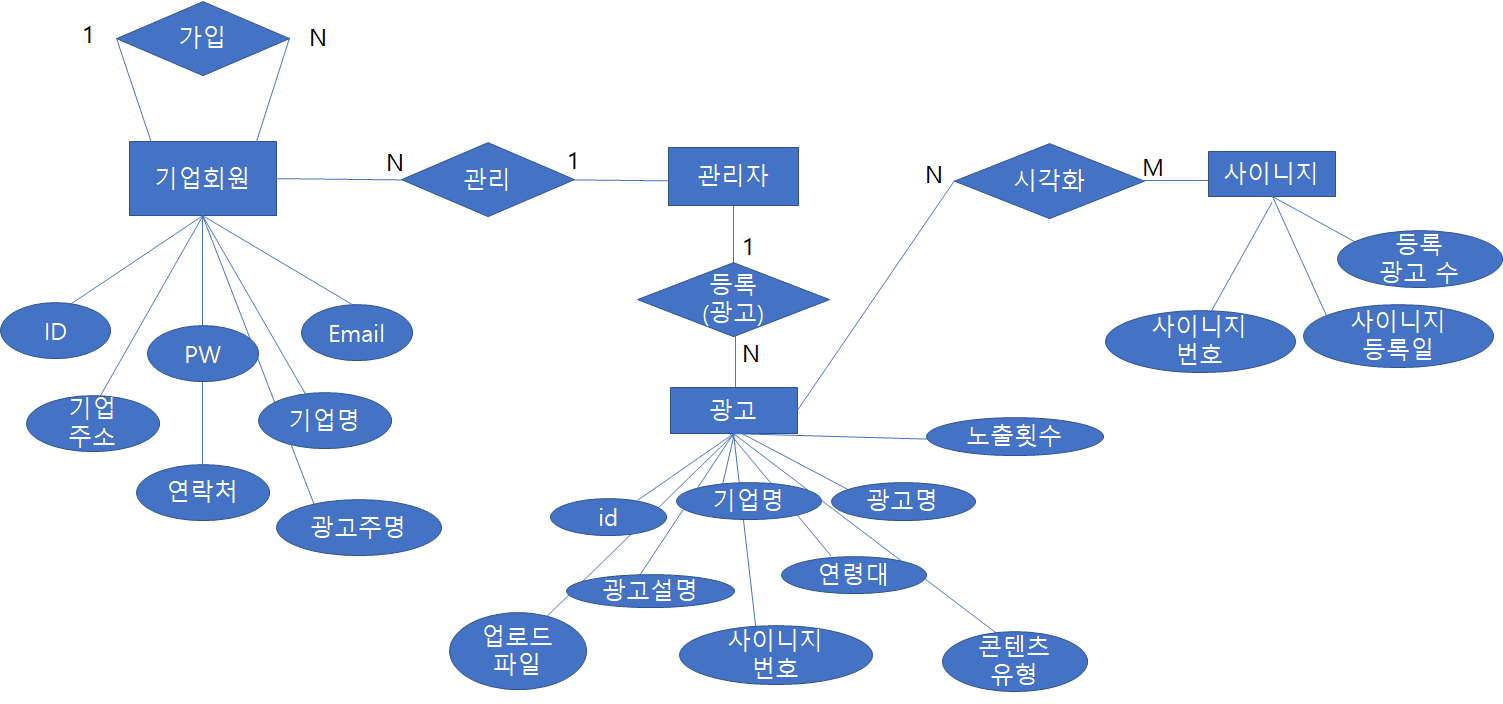 1
가입
N
기업회원
N
관리
1
관리자
N
시각화
M
사이니지
1
등록
(광고)
N
등록
광고 수
사이니지
번호
사이니지
등록일
ID
PW
Email
기업
주소
기업명
연락처
광고주명
광고
노출횟수
id
기업명
광고명
광고설명
연령대
업로드
파일
사이니지
번호
콘텐츠
유형